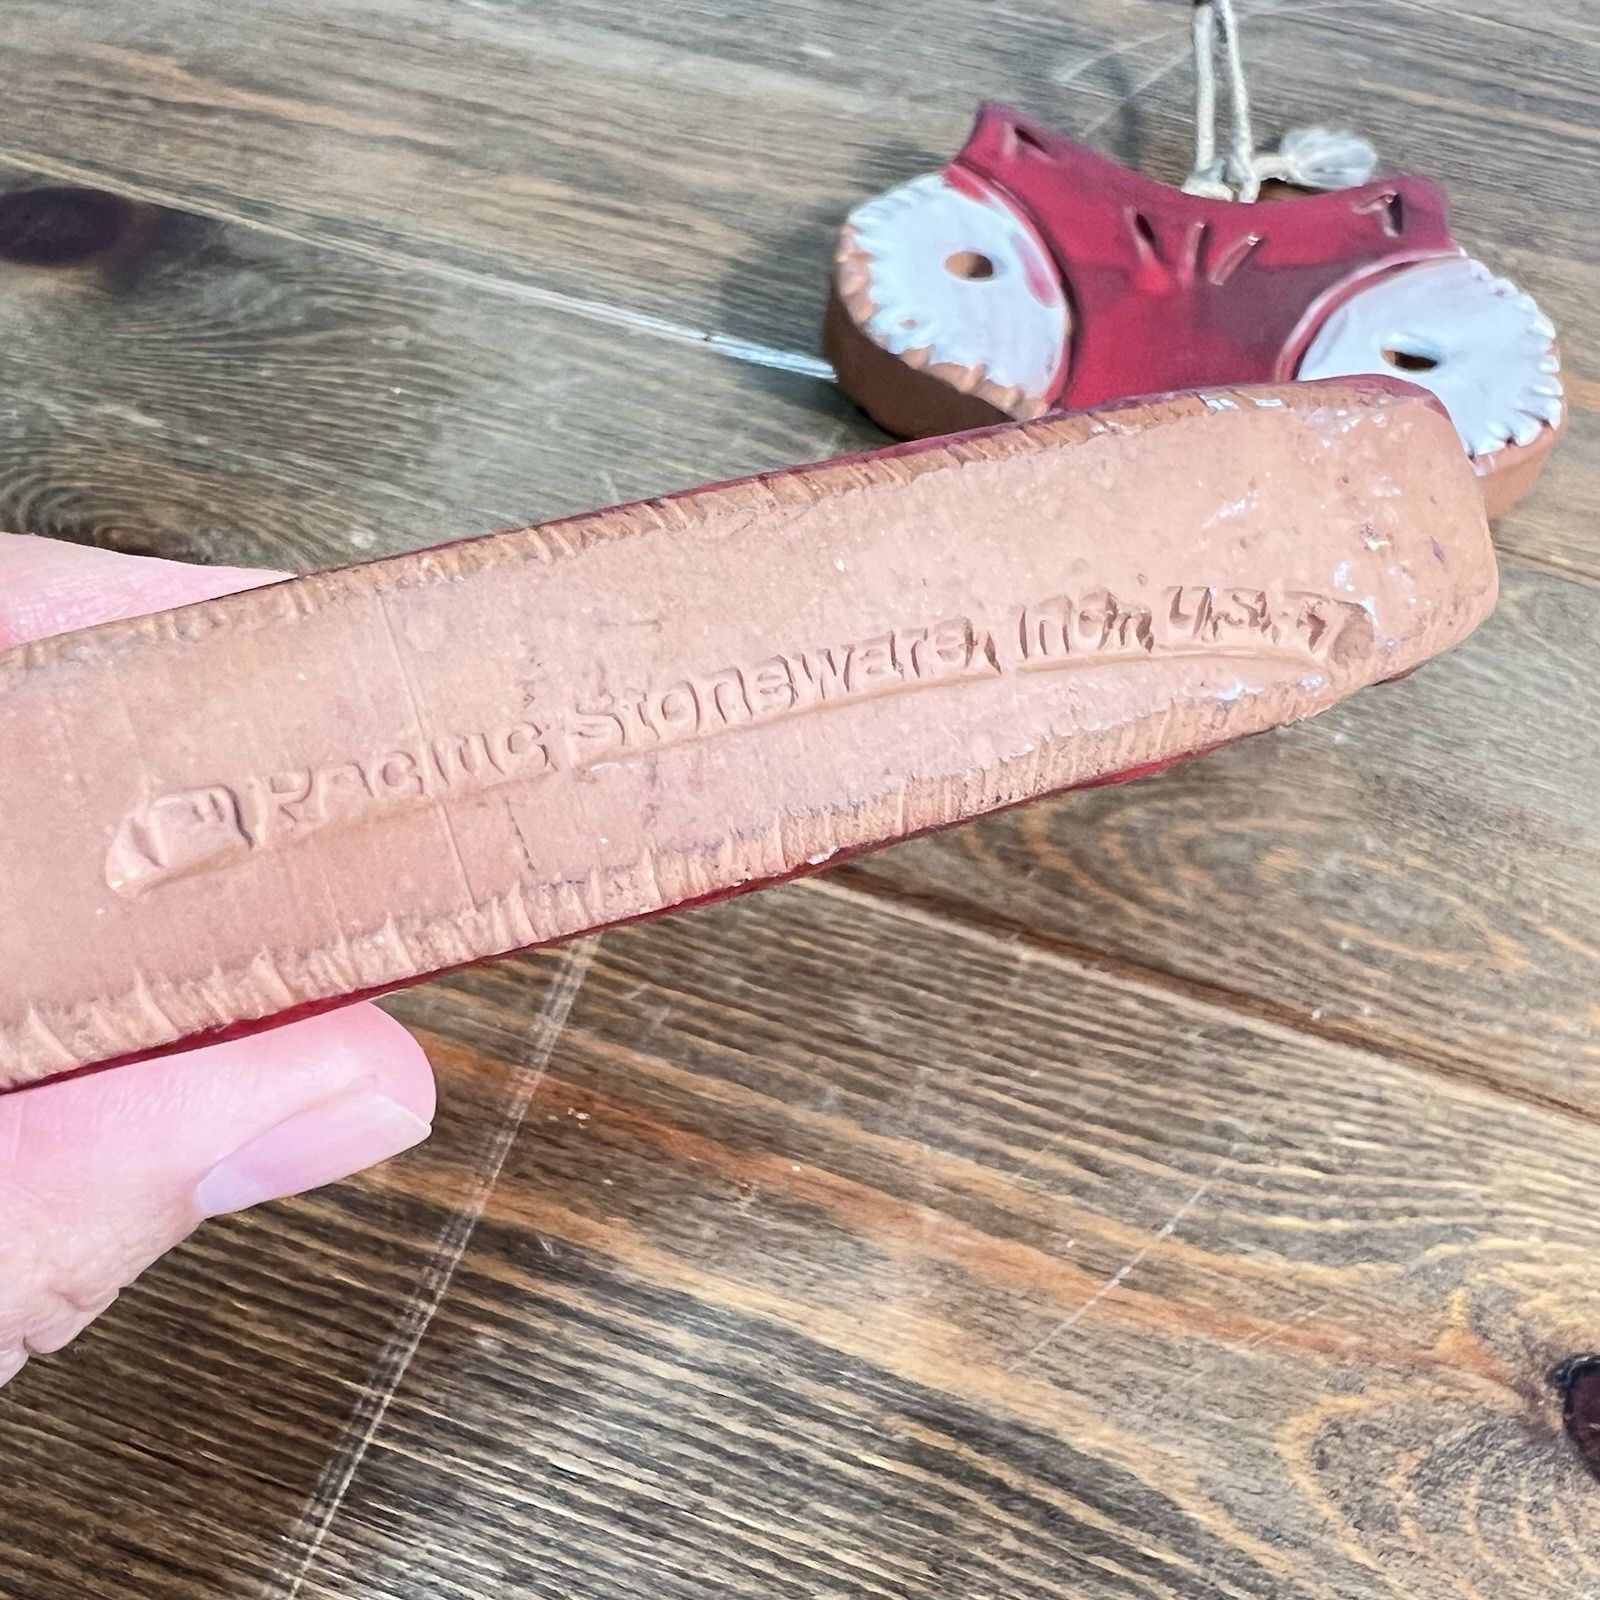 Pacific Stoneware, Inc., U.S.A.